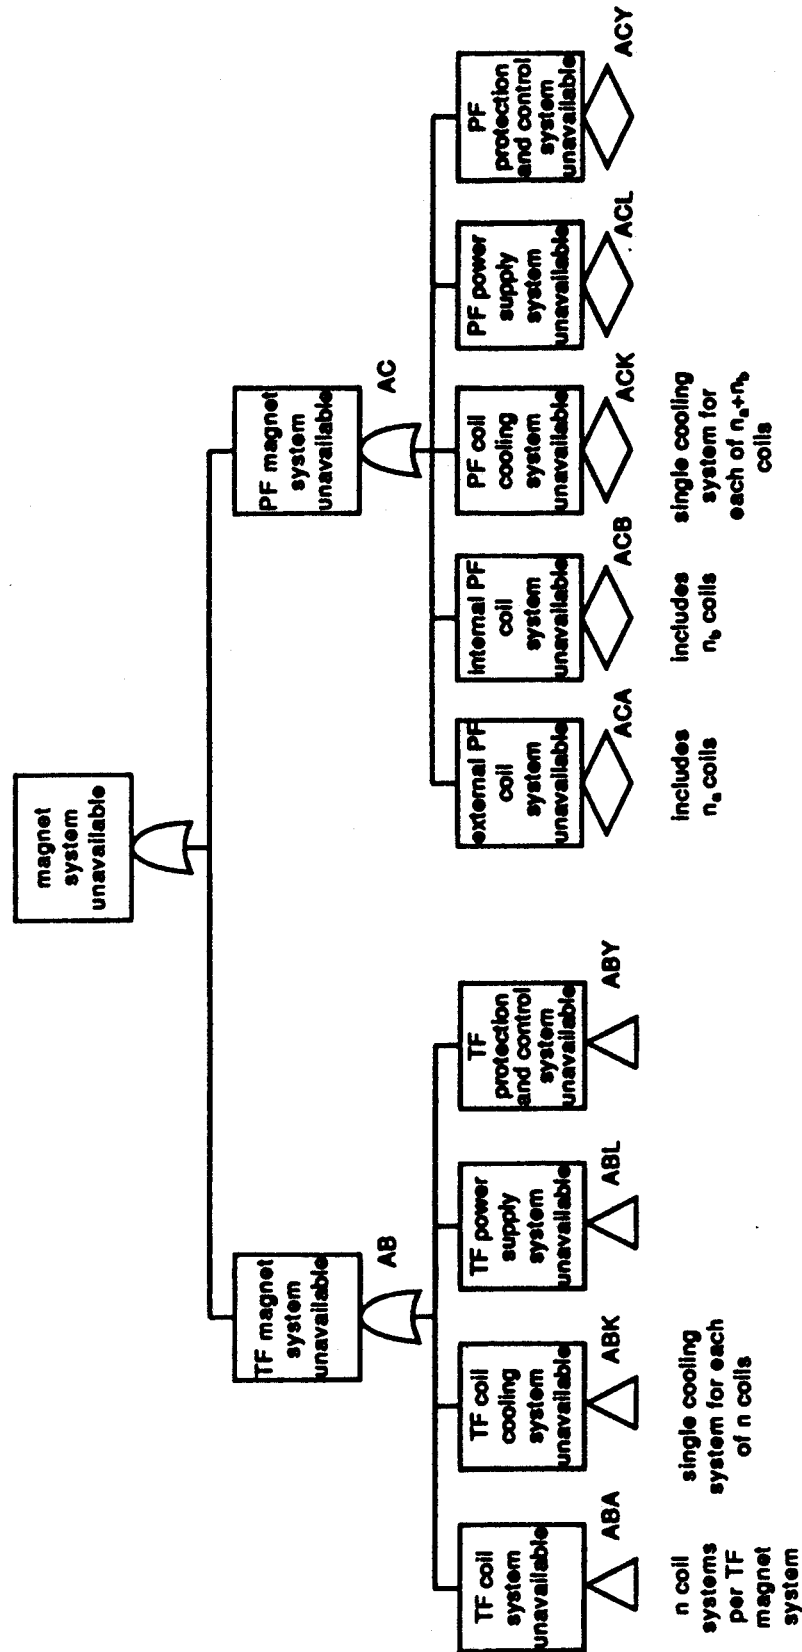 magnet
system
unavailable
TF magnet
system
unavailable
AB
PF magnet
system
unavailable
AC
TF coil
system
unavailable
ABA
TF coil
cooling
system
unavailable
ABK
TF power
supply
system
unavailable
ABL
TF
protection
and control
system
unavailable
ABY
external PF
coil
system
unavailable
ACA
internal PF
coil
system
unavailable
ACB
PF coil
cooling
system
unavailable
ACK
PF power
supply
system
unavailable
ACL
PF
protection
and control
system
unavailable
ACY
n coil
systems
per TF
magnet
system
single cooling
system for each
of n coils
includes
nₐ coils
includes
n_b coils
single cooling
system for
each of nₐ+n_b
coils